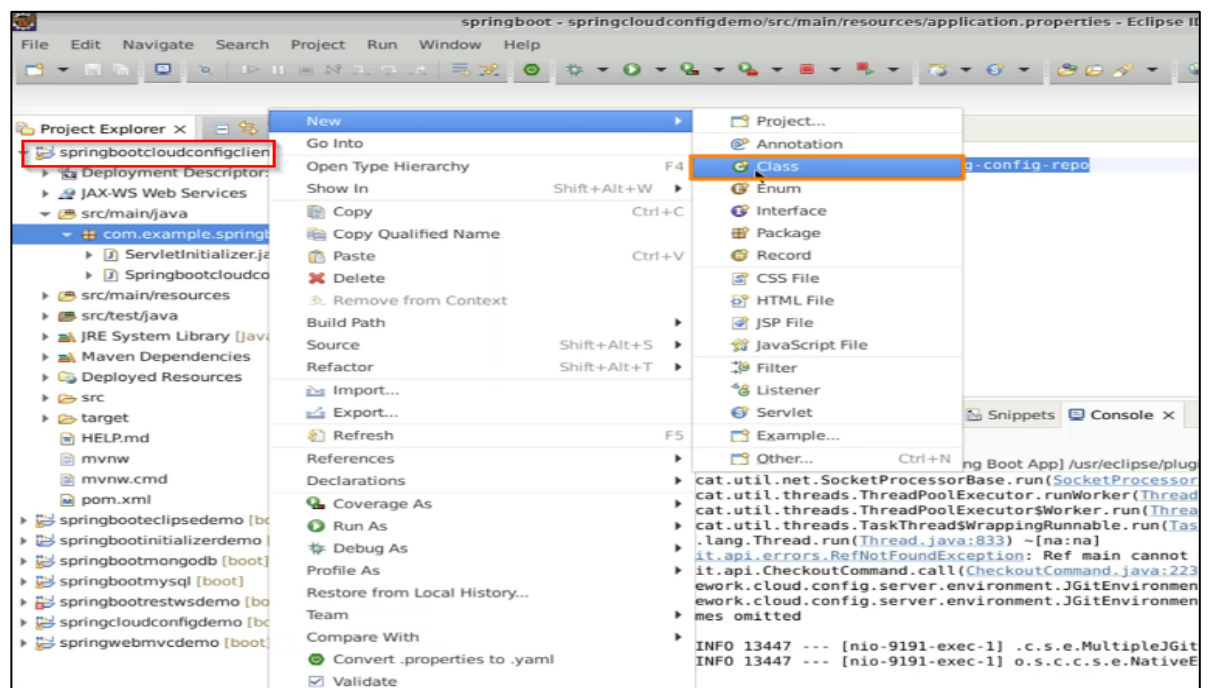 springboot - springcloudconfigdemo/src/main/resources/application.properties - Eclipse I
File Edit Navigate Search Project Run Window Help
Project Explorer
springbootcloudconfigclien
Deployment Descriptor:
JAX-WS Web Services
src/main/java
com.example.springb
ServletInitializer.ja
Springbootcloudco
src/main/resources
src/test/java
JRE System Library [Java
Maven Dependencies
Deployed Resources
src
target
HELP.md
mvnw
mvnw.cmd
pom.xml
springbooteclipsedemo [bo
springbootinitializerdemo
springbootmongodb [boot]
springbootmysql [boot]
springbootrestwsdemo [bo
springcloudconfigdemo [bo
springwebmvcdemo [boot]
New
Go Into
Open Type Hierarchy F4
Show In Shift+Alt+W
Copy Ctrl+C
Copy Qualified Name
Paste Ctrl+V
Delete
Remove from Context
Build Path
Source Shift+Alt+S
Refactor Shift+Alt+T
Import...
Export...
Refresh F5
References
Declarations
Coverage As
Run As
Debug As
Profile As
Restore from Local History...
Team
Compare With
Convert .properties to .yaml
Validate
Project...
Annotation
Class
Enum
Interface
Package
Record
CSS File
HTML File
JSP File
JavaScript File
Filter
Listener
Servlet
Example...
Other... Ctrl+N
g-config-repo
Snippets Console
ng Boot App] /usr/eclipse/plug
cat.util.net.SocketProcessorBase.run(SocketProcessor
cat.util.threads.ThreadPoolExecutor.runWorker(Thread
cat.util.threads.ThreadPoolExecutor$Worker.run(Threa
cat.util.threads.TaskThread$WrappingRunnable.run(Tas
.lang.Thread.run(Thread.java:833) ~[na:na]
it.api.errors.RefNotFoundException: Ref main cannot
it.api.CheckoutCommand.call(CheckoutCommand.java:223
ework.cloud.config.server.environment.JGitEnvironmen
ework.cloud.config.server.environment.JGitEnvironmen
mes omitted
INFO 13447 --- [nio-9191-exec-1] .c.s.e.MultipleJGit
INFO 13447 --- [nio-9191-exec-1] o.s.c.c.s.e.NativeE